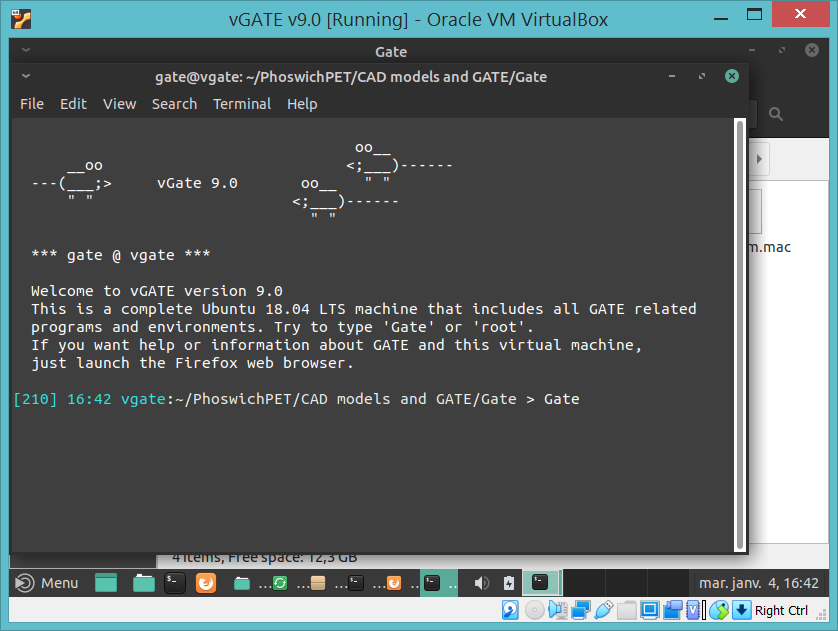 vGATE v9.0 [Running] - Oracle VM VirtualBox
Gate
gate@vgate: ~/PhoswichPET/CAD models and GATE/Gate
File Edit View Search Terminal Help
                                      oo__
      __oo                           <;___)------
  ---(___;>     vGate 9.0       oo__   " "
      " "                      <;___)------
                                 " "
*** gate @ vgate ***
Welcome to vGATE version 9.0
This is a complete Ubuntu 18.04 LTS machine that includes all GATE related
programs and environments. Try to type 'Gate' or 'root'.
If you want help or information about GATE and this virtual machine,
just launch the Firefox web browser.
[210] 16:42 vgate:~/PhoswichPET/CAD models and GATE/Gate > Gate
m.mac
4 items, Free space: 12,3 GB
Menu ... ... ... ... .. .. mar. janv. 4, 16:42
Right Ctrl